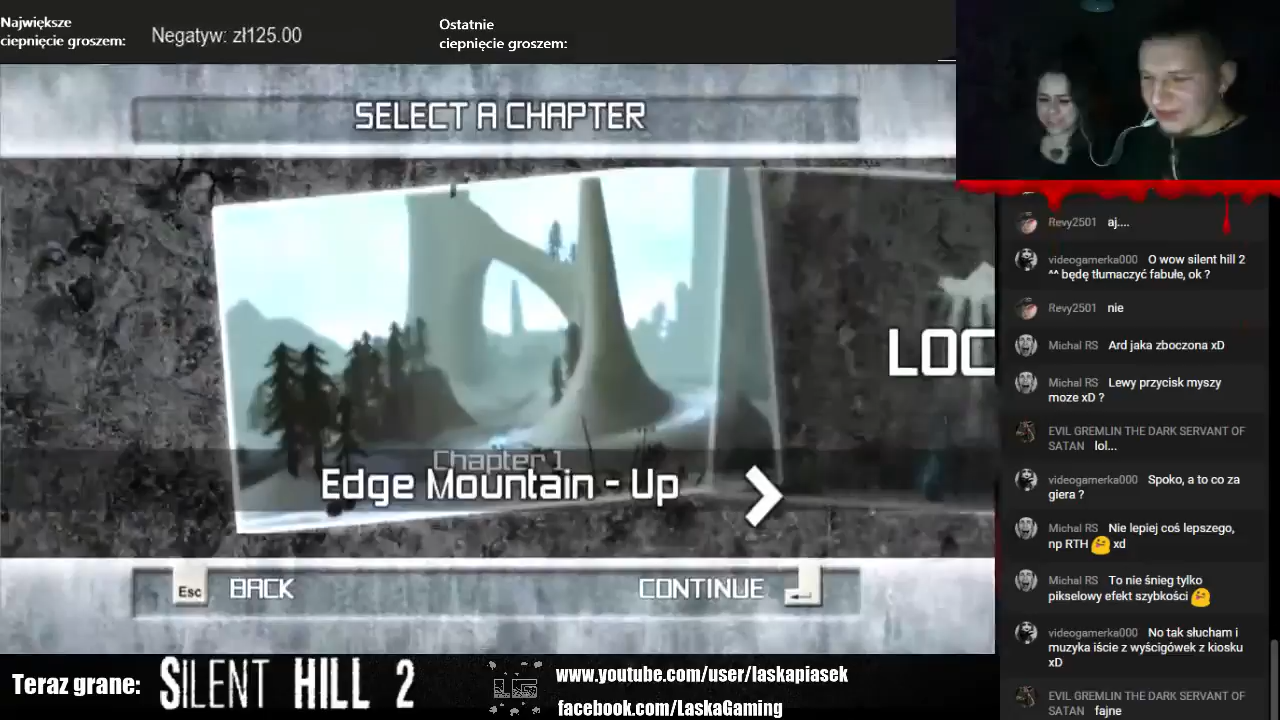 Największe
ciepnięcie groszem:
Negatyw: zł125.00
Ostatnie
ciepnięcie groszem:
SELECT A CHAPTER
LOC
Chapter 1
Edge Mountain - Up
Esc BACK
CONTINUE
Teraz grane:
SILENT HILL 2
LG
www.youtube.com/user/laskapiasek
facebook.com/LaskaGaming
Revy2501 aj....
videogamerka000 O wow silent hill 2
^^ będę tłumaczyć fabułe, ok ?
Revy2501 nie
Michal RS Ard jaka zboczona xD
Michal RS Lewy przycisk myszy
moze xD ?
EVIL GREMLIN THE DARK SERVANT OF
SATAN lol...
videogamerka000 Spoko, a to co za
giera ?
Michal RS Nie lepiej coś lepszego,
np RTH xd
Michal RS To nie śnieg tylko
pikselowy efekt szybkości
videogamerka000 No tak słucham i
muzyka iście z wyścigówek z kiosku
xD
EVIL GREMLIN THE DARK SERVANT OF
SATAN fajne